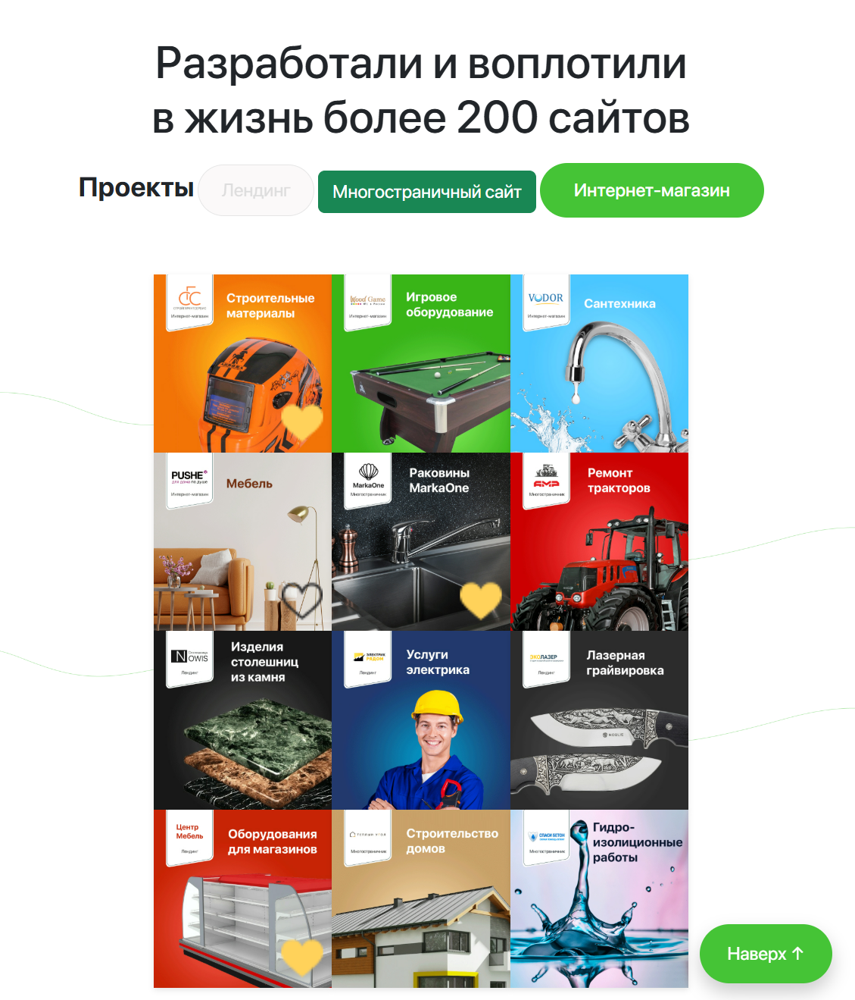 Разработали и воплотили
в жизнь более 200 сайтов
Проекты
Лендинг
Многостраничный сайт
Интернет-магазин
Интернет-магазин
Строительные
материалы
Wood Game
Интернет-магазин
Игровое
оборудование
VODOR
Интернет-магазин
Сантехника
PUSHE
для дома по душе
Интернет-магазин
Мебель
MarkaOne
Многостраничник
Раковины
MarkaOne
Многостраничник
Ремонт
тракторов
NOWIS
Лендинг
Изделия
столешниц
из камня
ЭЛЕКТРИК
РЯДОМ
Лендинг
Услуги
электрика
ЭКОЛАЗЕР
Лендинг
Лазерная
грайвировка
Центр
Мебель
Лендинг
Оборудования
для магазинов
ТЕПЛЫЙ УГОЛ
Многостраничник
Строительство
домов
СПАСИ БЕТОН
Многостраничник
Гидро-
изолиционные
работы
Наверх ↑